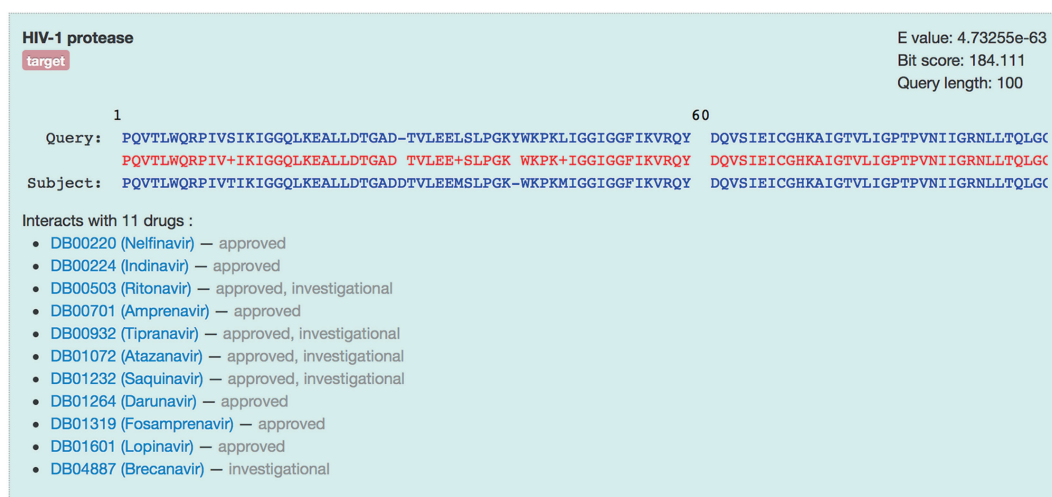 HIV-1 protease
E value: 4.73255e-63
target
Bit score: 184.111
Query length: 100
1 60
Query: PQVTLWQRPIVSIKIGGQLKEALLDTGAD-TVLEELSLPGKYWKPKLIGGIGGFIKVRQY DQVSIEICGHKAIGTVLIGPTPVNIIGRNLLTQLGC
PQVTLWQRPIV+IKIGGQLKEALLDTGAD TVLEE+SLPGK WKPK+IGGIGGFIKVRQY DQVSIEICGHKAIGTVLIGPTPVNIIGRNLLTQLGC
Subject: PQVTLWQRPIVTIKIGGQLKEALLDTGADDTVLEEMSLPGK-WKPKMIGGIGGFIKVRQY DQVSIEICGHKAIGTVLIGPTPVNIIGRNLLTQLGC
Interacts with 11 drugs :
• DB00220 (Nelfinavir) — approved
• DB00224 (Indinavir) — approved
• DB00503 (Ritonavir) — approved, investigational
• DB00701 (Amprenavir) — approved
• DB00932 (Tipranavir) — approved, investigational
• DB01072 (Atazanavir) — approved, investigational
• DB01232 (Saquinavir) — approved, investigational
• DB01264 (Darunavir) — approved
• DB01319 (Fosamprenavir) — approved
• DB01601 (Lopinavir) — approved
• DB04887 (Brecanavir) — investigational